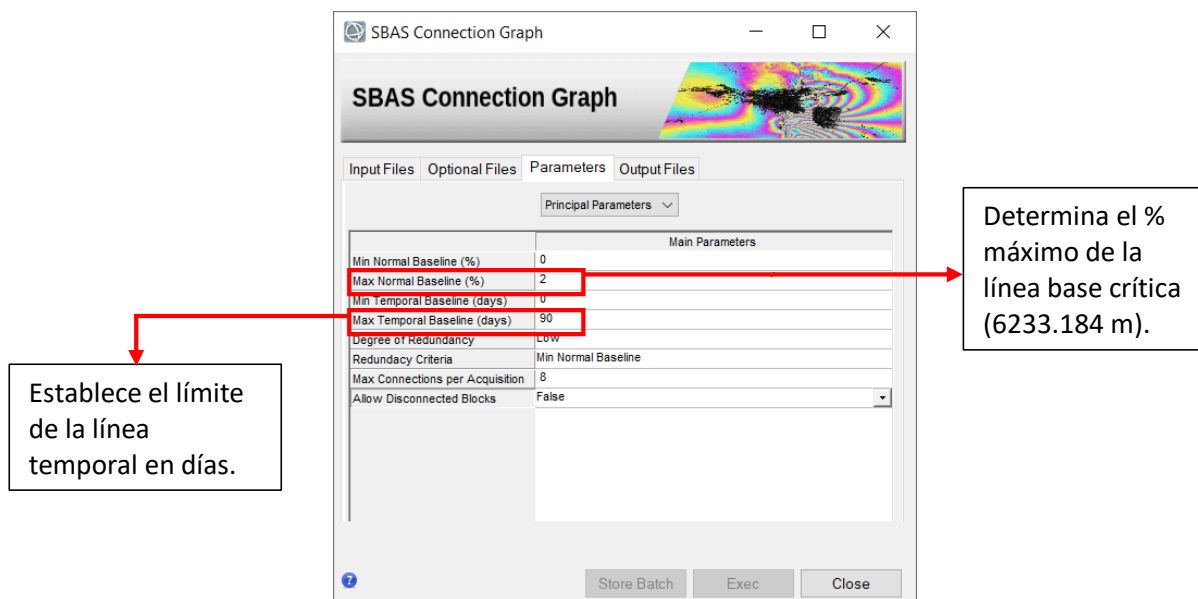 SBAS Connection Graph
SBAS Connection Graph
Input Files Optional Files Parameters Output Files
Principal Parameters
Main Parameters
Min Normal Baseline (%) 0
Max Normal Baseline (%) 2
Min Temporal Baseline (days) 0
Max Temporal Baseline (days) 90
Degree of Redundancy Low
Redundacy Criteria Min Normal Baseline
Max Connections per Acquisition 8
Allow Disconnected Blocks False
Store Batch Exec Close
Determina el %
máximo de la
línea base crítica
(6233.184 m).
Establece el límite
de la línea
temporal en días.